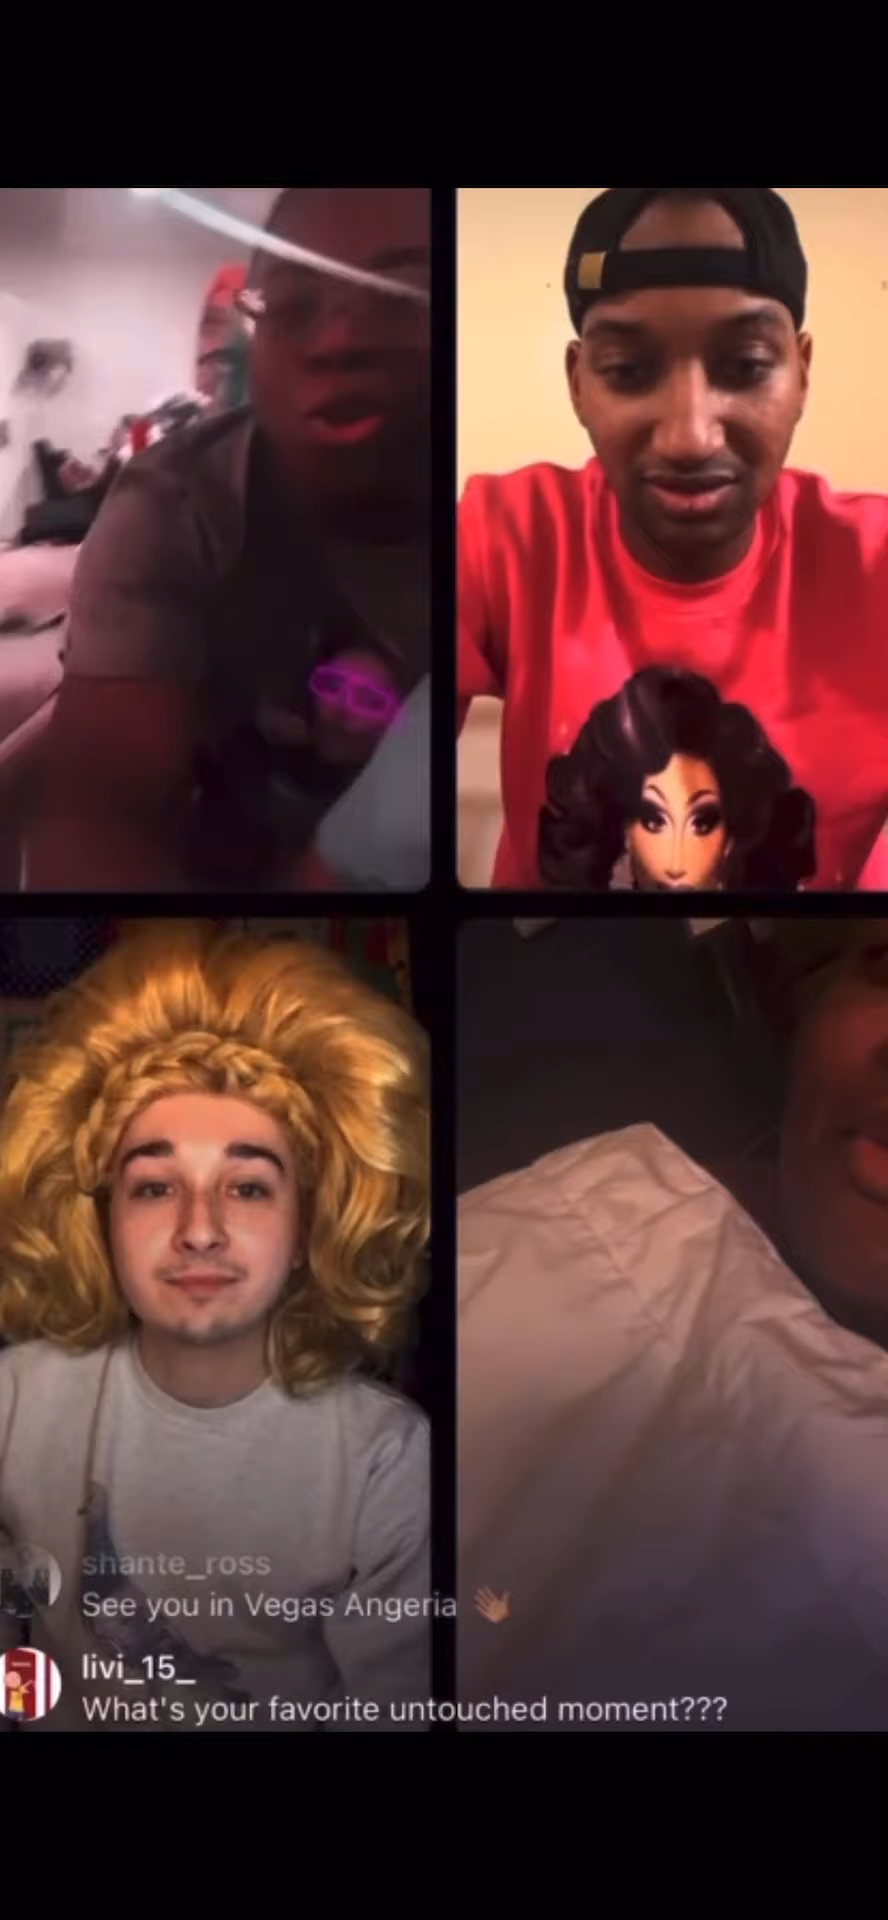 shante_ross
See you in Vegas Angeria 👋🏽
livi_15_
What's your favorite untouched moment???